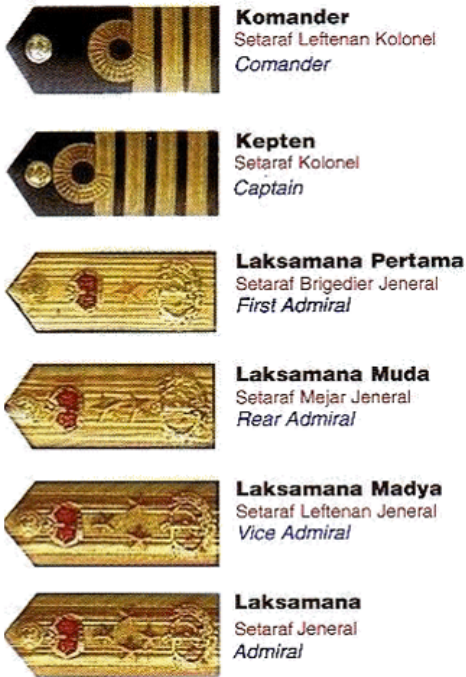 Komander
Setaraf Leftenan Kolonel
Comander
Kepten
Setaraf Kolonel
Captain
Laksamana Pertama
Setaraf Brigedier Jeneral
First Admiral
Laksamana Muda
Setaraf Mejar Jeneral
Rear Admiral
Laksamana Madya
Setaraf Leftenan Jeneral
Vice Admiral
Laksamana
Setaraf Jeneral
Admiral